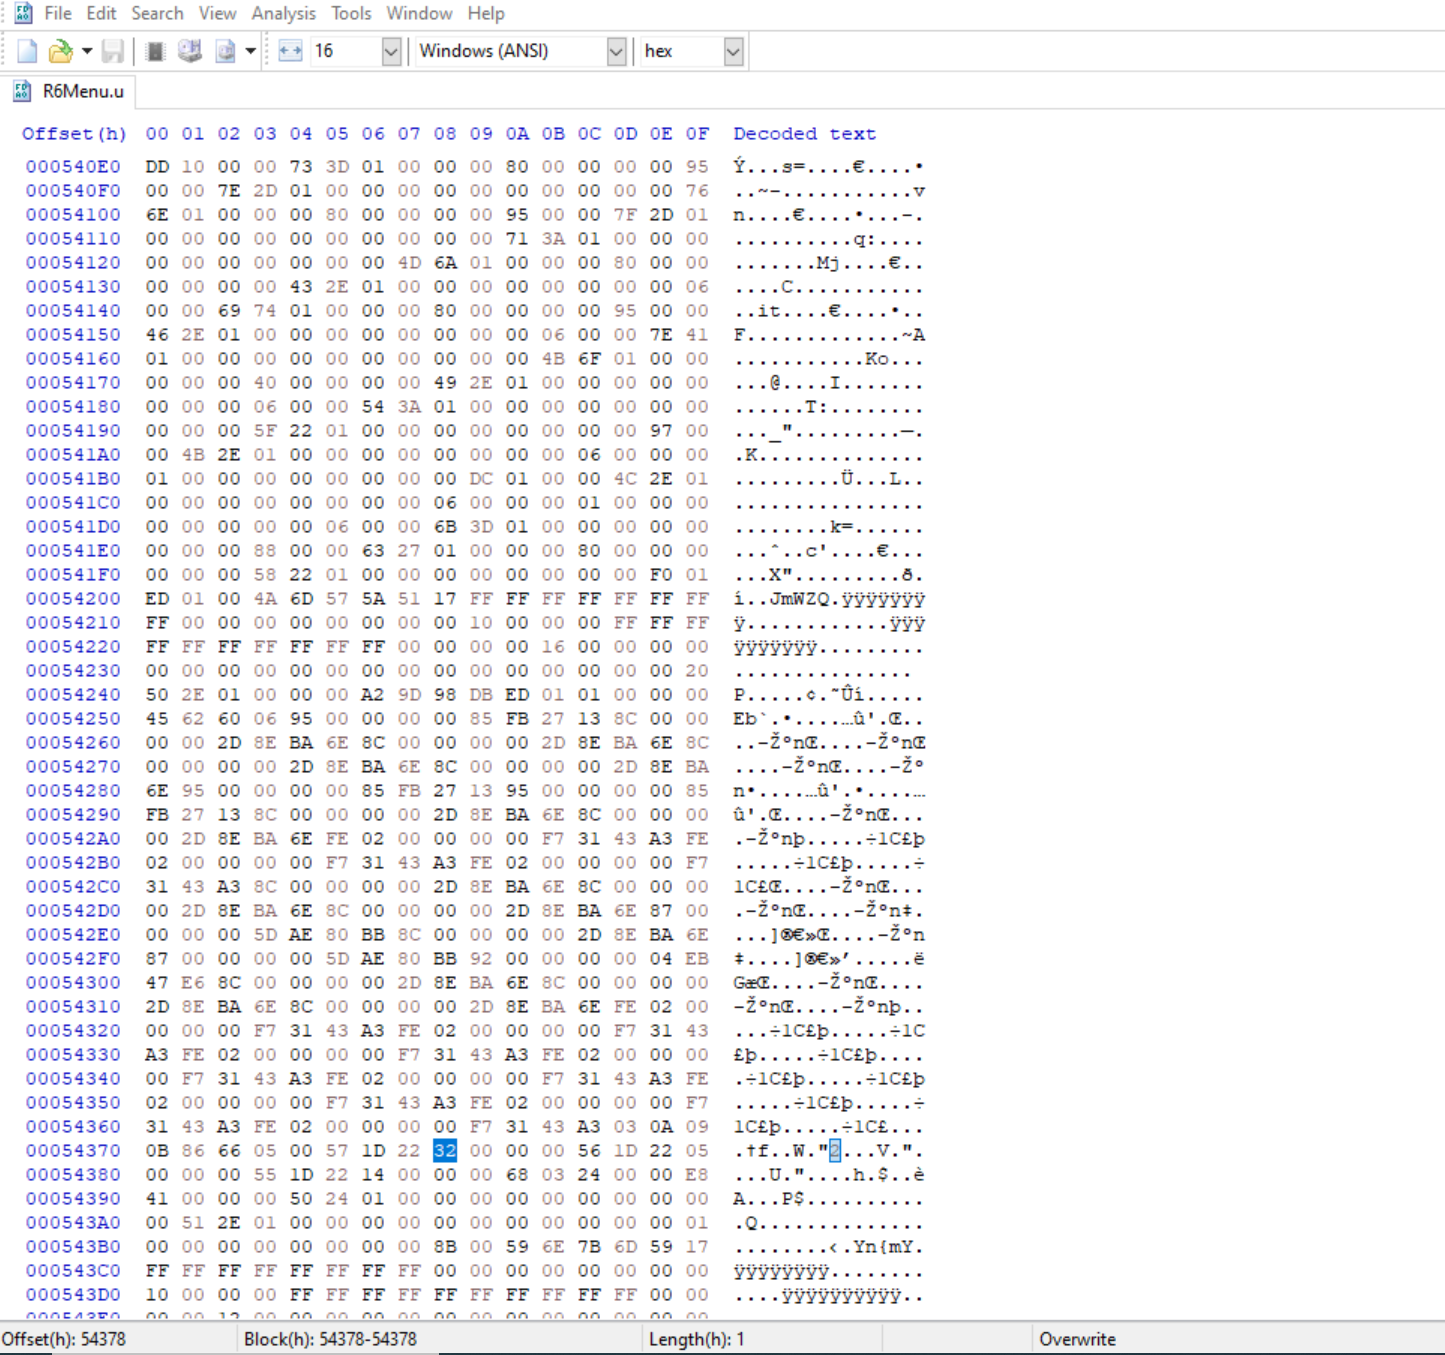 File Edit Search View Analysis Tools Window Help
16 Windows (ANSI) hex
R6Menu.u
Offset(h) 00 01 02 03 04 05 06 07 08 09 0A 0B 0C 0D 0E 0F Decoded text
000540E0 DD 10 00 00 73 3D 01 00 00 00 80 00 00 00 00 95 Ý...s=....€....•
000540F0 00 00 7E 2D 01 00 00 00 00 00 00 00 00 00 00 76 ..~-...........v
00054100 6E 01 00 00 00 80 00 00 00 00 95 00 00 7F 2D 01 n....€....•...-.
00054110 00 00 00 00 00 00 00 00 00 00 71 3A 01 00 00 00 ..........q:....
00054120 00 00 00 00 00 00 00 4D 6A 01 00 00 00 80 00 00 .......Mj....€..
00054130 00 00 00 00 43 2E 01 00 00 00 00 00 00 00 00 06 ....C...........
00054140 00 00 69 74 01 00 00 00 80 00 00 00 00 95 00 00 ..it....€....•..
00054150 46 2E 01 00 00 00 00 00 00 00 00 06 00 00 7E 41 F.............~A
00054160 01 00 00 00 00 00 00 00 00 00 00 4B 6F 01 00 00 ...........Ko...
00054170 00 00 00 40 00 00 00 00 49 2E 01 00 00 00 00 00 ...@....I.......
00054180 00 00 00 06 00 00 54 3A 01 00 00 00 00 00 00 00 ......T:........
00054190 00 00 00 5F 22 01 00 00 00 00 00 00 00 00 97 00 ..._".........—.
000541A0 00 4B 2E 01 00 00 00 00 00 00 00 00 06 00 00 00 .K..............
000541B0 01 00 00 00 00 00 00 00 00 DC 01 00 00 4C 2E 01 .........Ü...L..
000541C0 00 00 00 00 00 00 00 00 06 00 00 00 01 00 00 00 ................
000541D0 00 00 00 00 00 06 00 00 6B 3D 01 00 00 00 00 00 ........k=......
000541E0 00 00 00 88 00 00 63 27 01 00 00 00 80 00 00 00 ...ˆ..c'....€...
000541F0 00 00 00 58 22 01 00 00 00 00 00 00 00 00 F0 01 ...X".........ð.
00054200 ED 01 00 4A 6D 57 5A 51 17 FF FF FF FF FF FF FF í..JmWZQ.ÿÿÿÿÿÿÿ
00054210 FF 00 00 00 00 00 00 00 00 10 00 00 00 FF FF FF ÿ............ÿÿÿ
00054220 FF FF FF FF FF FF FF 00 00 00 00 16 00 00 00 00 ÿÿÿÿÿÿÿ.........
00054230 00 00 00 00 00 00 00 00 00 00 00 00 00 00 00 20 ...............
00054240 50 2E 01 00 00 00 A2 9D 98 DB ED 01 01 00 00 00 P.....¢.˜Ûí.....
00054250 45 62 60 06 95 00 00 00 00 85 FB 27 13 8C 00 00 Eb`.•....…û'.Œ..
00054260 00 00 2D 8E BA 6E 8C 00 00 00 00 2D 8E BA 6E 8C ..-ŽºnŒ....-ŽºnŒ
00054270 00 00 00 00 2D 8E BA 6E 8C 00 00 00 00 2D 8E BA ....-ŽºnŒ....-Žº
00054280 6E 95 00 00 00 00 85 FB 27 13 95 00 00 00 00 85 n•....…û'.•....…
00054290 FB 27 13 8C 00 00 00 00 2D 8E BA 6E 8C 00 00 00 û'.Œ....-ŽºnŒ...
000542A0 00 2D 8E BA 6E FE 02 00 00 00 00 F7 31 43 A3 FE .-Žºnþ.....÷1C£þ
000542B0 02 00 00 00 00 F7 31 43 A3 FE 02 00 00 00 00 F7 .....÷1C£þ.....÷
000542C0 31 43 A3 8C 00 00 00 00 2D 8E BA 6E 8C 00 00 00 1C£Œ....-ŽºnŒ...
000542D0 00 2D 8E BA 6E 8C 00 00 00 00 2D 8E BA 6E 87 00 .-ŽºnŒ....-Žºn‡.
000542E0 00 00 00 5D AE 80 BB 8C 00 00 00 00 2D 8E BA 6E ...]®€»Œ....-Žºn
000542F0 87 00 00 00 00 5D AE 80 BB 92 00 00 00 00 04 EB ‡....]®€»’.....ë
00054300 47 E6 8C 00 00 00 00 2D 8E BA 6E 8C 00 00 00 00 GæŒ....-ŽºnŒ....
00054310 2D 8E BA 6E 8C 00 00 00 00 2D 8E BA 6E FE 02 00 -ŽºnŒ....-Žºnþ..
00054320 00 00 00 F7 31 43 A3 FE 02 00 00 00 00 F7 31 43 ...÷1C£þ.....÷1C
00054330 A3 FE 02 00 00 00 00 F7 31 43 A3 FE 02 00 00 00 £þ.....÷1C£þ....
00054340 00 F7 31 43 A3 FE 02 00 00 00 00 F7 31 43 A3 FE .÷1C£þ.....÷1C£þ
00054350 02 00 00 00 00 F7 31 43 A3 FE 02 00 00 00 00 F7 .....÷1C£þ.....÷
00054360 31 43 A3 FE 02 00 00 00 00 F7 31 43 A3 03 0A 09 1C£þ.....÷1C£...
00054370 0B 86 66 05 00 57 1D 22 32 00 00 00 56 1D 22 05 .†f..W."2...V.".
00054380 00 00 00 55 1D 22 14 00 00 00 68 03 24 00 00 E8 ...U."....h.$..è
00054390 41 00 00 00 50 24 01 00 00 00 00 00 00 00 00 00 A...P$..........
000543A0 00 51 2E 01 00 00 00 00 00 00 00 00 00 00 00 01 .Q..............
000543B0 00 00 00 00 00 00 00 00 8B 00 59 6E 7B 6D 59 17 ........‹.Yn{mY.
000543C0 FF FF FF FF FF FF FF FF 00 00 00 00 00 00 00 00 ÿÿÿÿÿÿÿÿ........
000543D0 10 00 00 00 FF FF FF FF FF FF FF FF FF FF 00 00 ....ÿÿÿÿÿÿÿÿÿÿ..
Offset(h): 54378 Block(h): 54378-54378 Length(h): 1 Overwrite